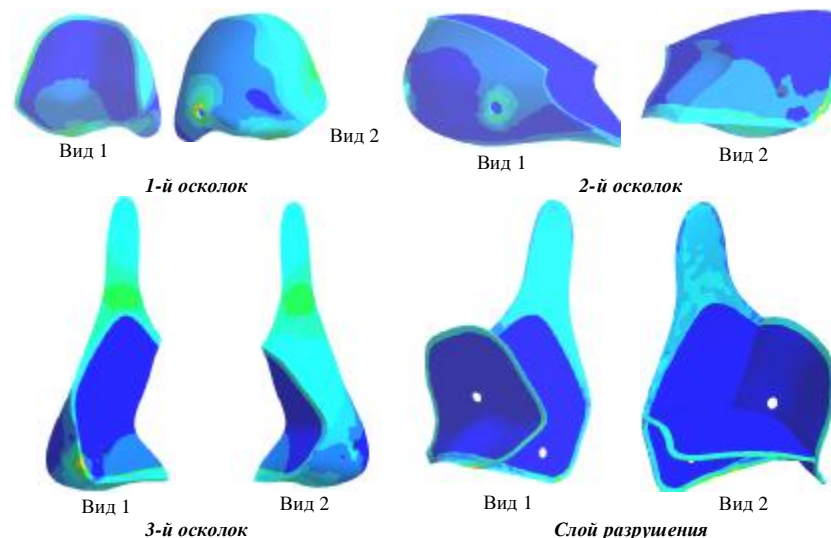 Вид 1
Вид 2
1-й осколок
Вид 1
Вид 2
2-й осколок
Вид 1
Вид 2
3-й осколок
Вид 1
Вид 2
Слой разрушения